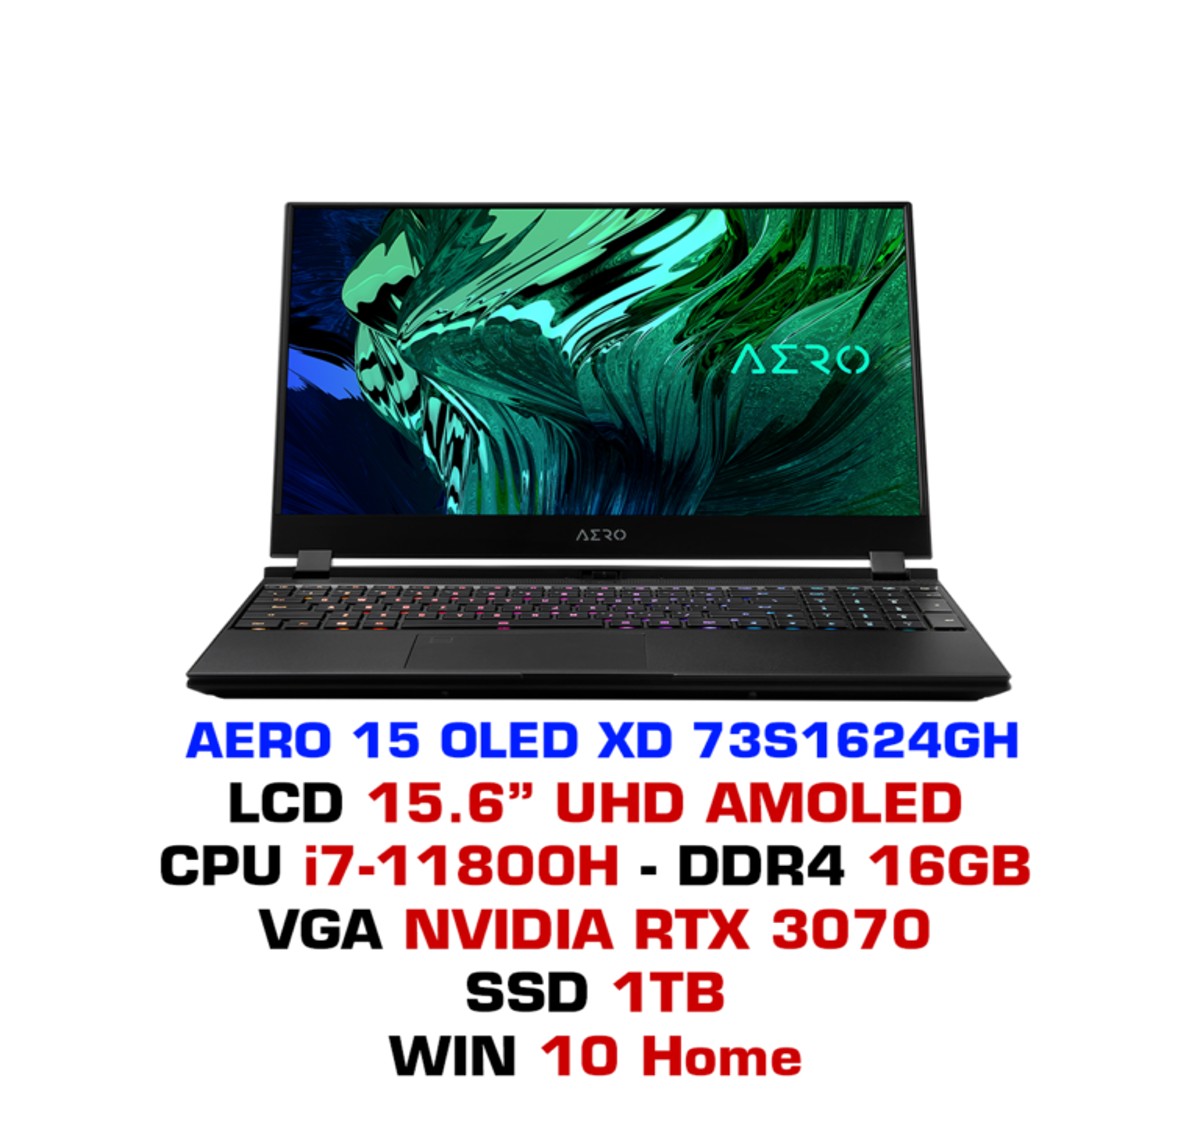 AERO
AERO
AERO 15 OLED XD 73S1624GH
LCD 15.6” UHD AMOLED
CPU i7-11800H - DDR4 16GB
VGA NVIDIA RTX 3070
SSD 1TB
WIN 10 Home